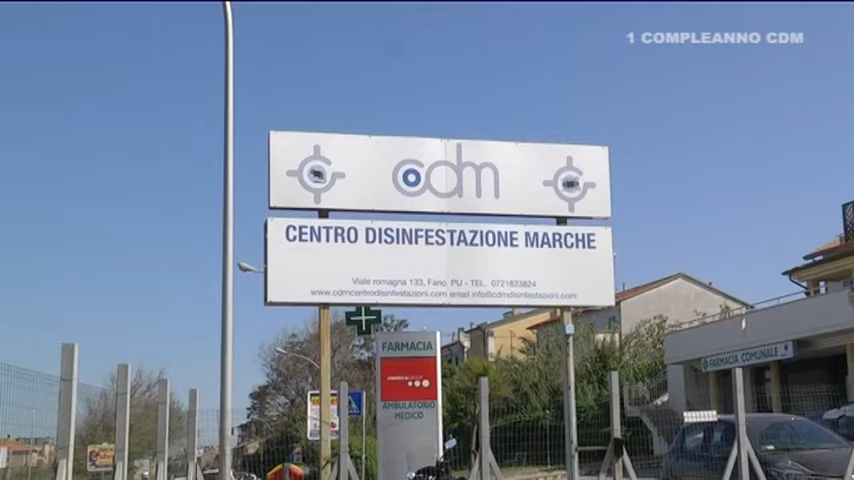 1 COMPLEANNO CDM
cdm
CENTRO DISINFESTAZIONE MARCHE
Viale romagna 133, Fano. PU - TEL. 0721823824
www.cdmcentrodisinfestazioni.com email info@cdmdisinfestazioni.com
FARMACIA
AMBULATORIO
MEDICO
FARMACIA COMUNALE